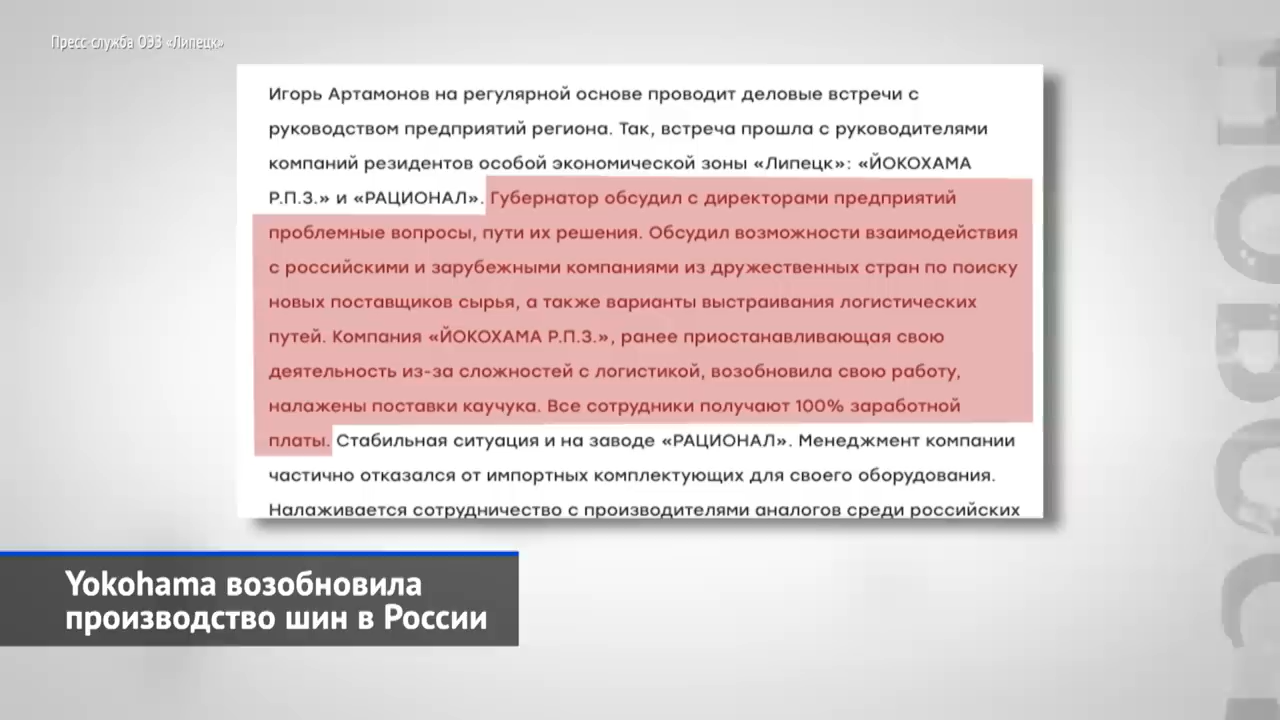 Пресс служба ОЭЗ «Липецк»
Игорь Артамонов на регулярной основе проводит деловые встречи с
руководством предприятий региона. Так, встреча прошла с руководителями
компаний резидентов особой экономической зоны «Липецк»: «ЙОКОХАМА
Р.П.З.» и «РАЦИОНАЛ». Губернатор обсудил с директорами предприятий
проблемные вопросы, пути их решения. Обсудил возможности взаимодействия
с российскими и зарубежными компаниями из дружественных стран по поиску
новых поставщиков сырья, а также варианты выстраивания логистических
путей. Компания «ЙОКОХАМА Р.П.З.», ранее приостанавливающая свою
деятельность из-за сложностей с логистикой, возобновила свою работу,
налажены поставки каучука. Все сотрудники получают 100% заработной
платы. Стабильная ситуация и на заводе «РАЦИОНАЛ». Менеджмент компании
частично отказался от импортных комплектующих для своего оборудования.
Налаживается сотрудничество с производителями аналогов среди российских
Yokohama возобновила
производство шин в России